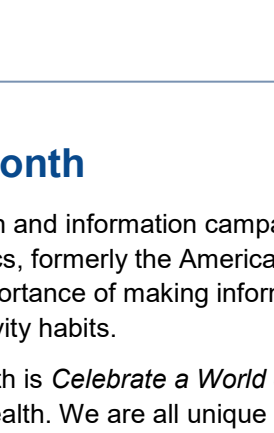 onth
n and information campa
cs, formerly the America
ortance of making inforn
vity habits.
th is Celebrate a World
ealth. We are all unique